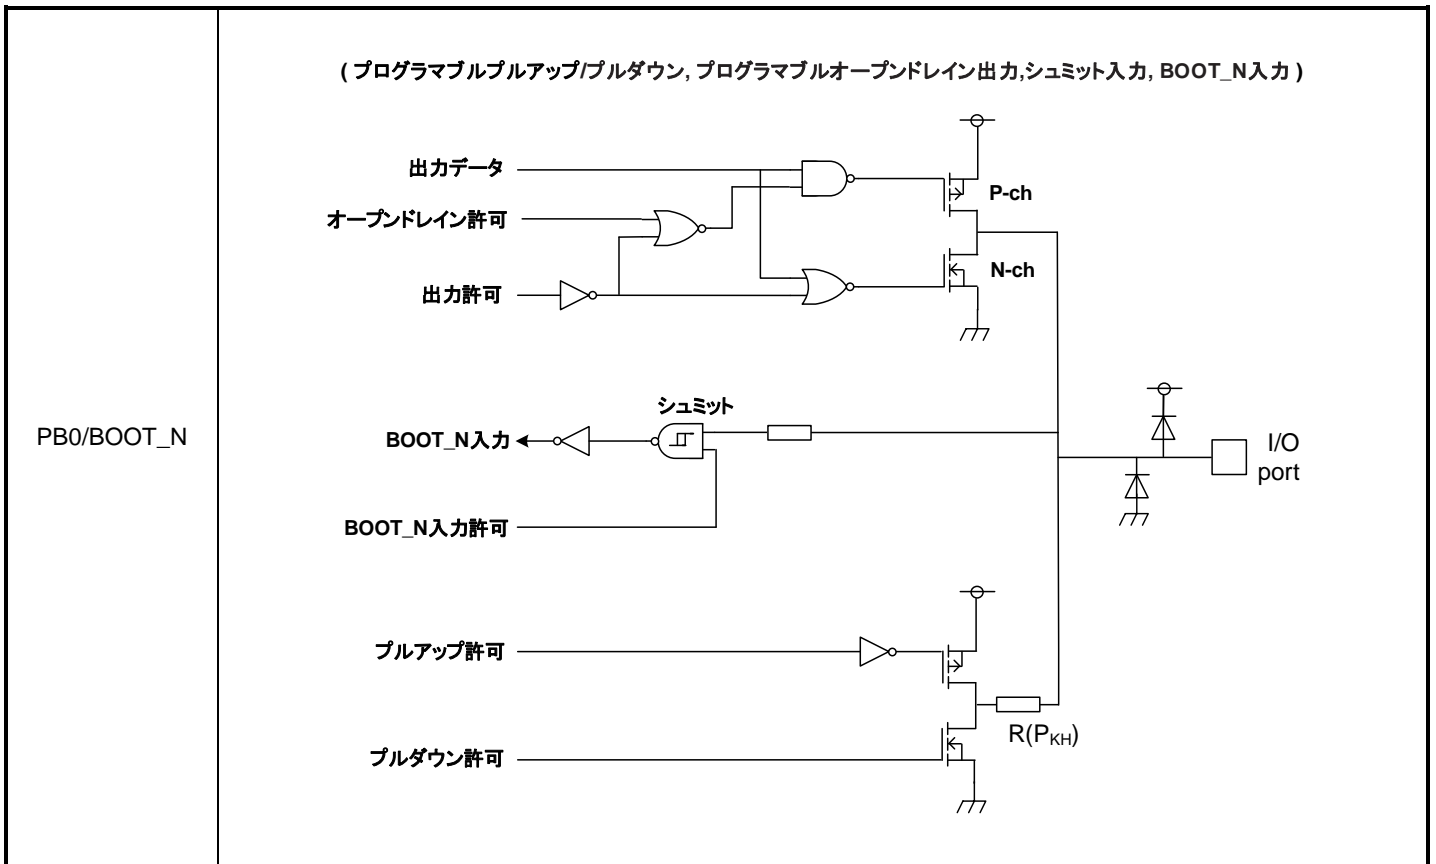 PB0/BOOT_N
( プログラマブルプルアップ/プルダウン, プログラマブルオープンドレイン出力,シュミット入力, BOOT_N入力 )
出力データ
オープンドレイン許可
出力許可
P-ch
N-ch
シュミット
BOOT_N入力
BOOT_N入力許可
I/O
port
プルアップ許可
プルダウン許可
R(PKH)